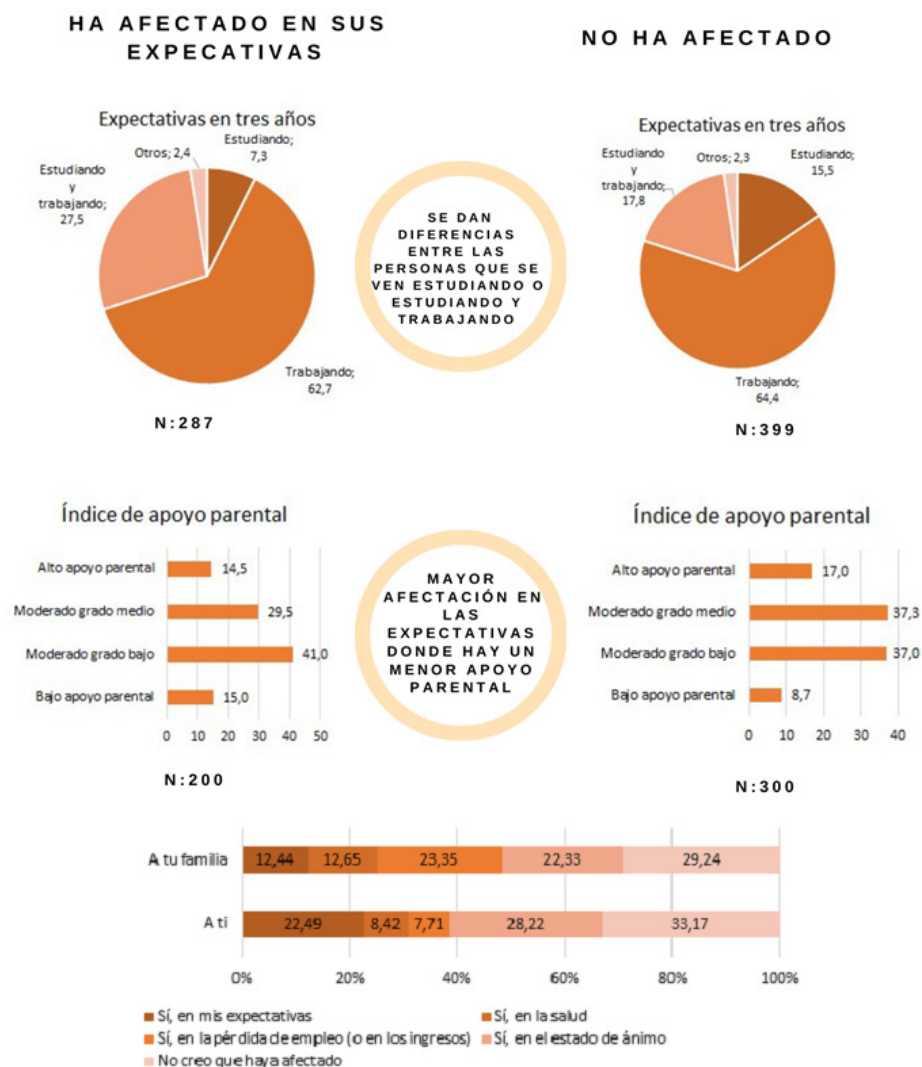 HA AFECTADO EN SUS
EXPECATIVAS
NO HA AFECTADO
Expectativas en tres años
Otros; 2,4
Estudiando;
7,3
Estudiando
y
trabajando;
27,5
Trabajando;
62,7
N:287
SE DAN
DIFERENCIAS
ENTRE LAS
PERSONAS QUE SE
VEN ESTUDIANDO O
ESTUDIANDO Y
TRABAJANDO
Expectativas en tres años
Estudiando
y
trabajando;
17,8
Otros; 2,3
Estudiando;
15,5
Trabajando;
64,4
N:399
Índice de apoyo parental
Alto apoyo parental 14,5
Moderado grado medio 29,5
Moderado grado bajo 41,0
Bajo apoyo parental 15,0
0 10 20 30 40 50
N:200
MAYOR
AFECTACIÓN EN
LAS
EXPECTATIVAS
DONDE HAY UN
MENOR APOYO
PARENTAL
Índice de apoyo parental
Alto apoyo parental 17,0
Moderado grado medio 37,3
Moderado grado bajo 37,0
Bajo apoyo parental 8,7
0 10 20 30 40
N:300
A tu familia 12,44 12,65 23,35 22,33 29,24
A ti 22,49 8,42 7,71 28,22 33,17
0% 20% 40% 60% 80% 100%
Sí, en mis expectativas Sí, en la salud
Sí, en la pérdida de empleo (o en los ingresos) Sí, en el estado de ánimo
No creo que haya afectado